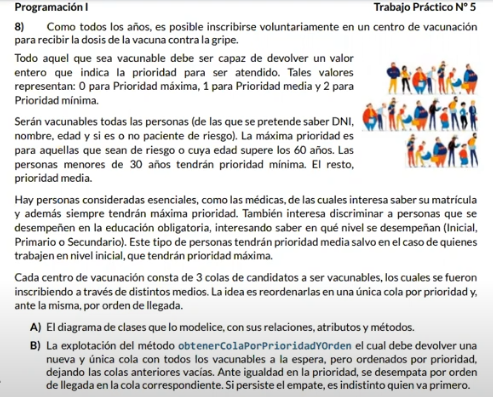 Programación I Trabajo Práctico Nº 5
8) Como todos los años, es posible inscribirse voluntariamente en un centro de vacunación
para recibir la dosis de la vacuna contra la gripe.
Todo aquel que sea vacunable debe ser capaz de devolver un valor
entero que indica la prioridad para ser atendido. Tales valores
representan: 0 para Prioridad máxima, 1 para Prioridad media y 2 para
Prioridad mínima.
Serán vacunables todas las personas (de las que se pretende saber DNI,
nombre, edad y si es o no paciente de riesgo). La máxima prioridad es
para aquellas que sean de riesgo o cuya edad supere los 60 años. Las
personas menores de 30 años tendrán prioridad mínima. El resto,
prioridad media.
Hay personas consideradas esenciales, como las médicas, de las cuales interesa saber su matrícula
y además siempre tendrán máxima prioridad. También interesa discriminar a personas que se
desempeñen en la educación obligatoria, interesando saber en qué nivel se desempeñan (Inicial,
Primario o Secundario). Este tipo de personas tendrán prioridad media salvo en el caso de quienes
trabajen en nivel inicial, que tendrán prioridad máxima.
Cada centro de vacunación consta de 3 colas de candidatos a ser vacunables, los cuales se fueron
inscribiendo a través de distintos medios. La idea es reordenarlas en una única cola por prioridad y,
ante la misma, por orden de llegada.
A) El diagrama de clases que lo modelice, con sus relaciones, atributos y métodos.
B) La explotación del método obtenerColaPorPrioridadYOrden el cual debe devolver una
nueva y única cola con todos los vacunables a la espera, pero ordenados por prioridad,
dejando las colas anteriores vacías. Ante igualdad en la prioridad, se desempata por orden
de llegada en la cola correspondiente. Si persiste el empate, es indistinto quien va primero.